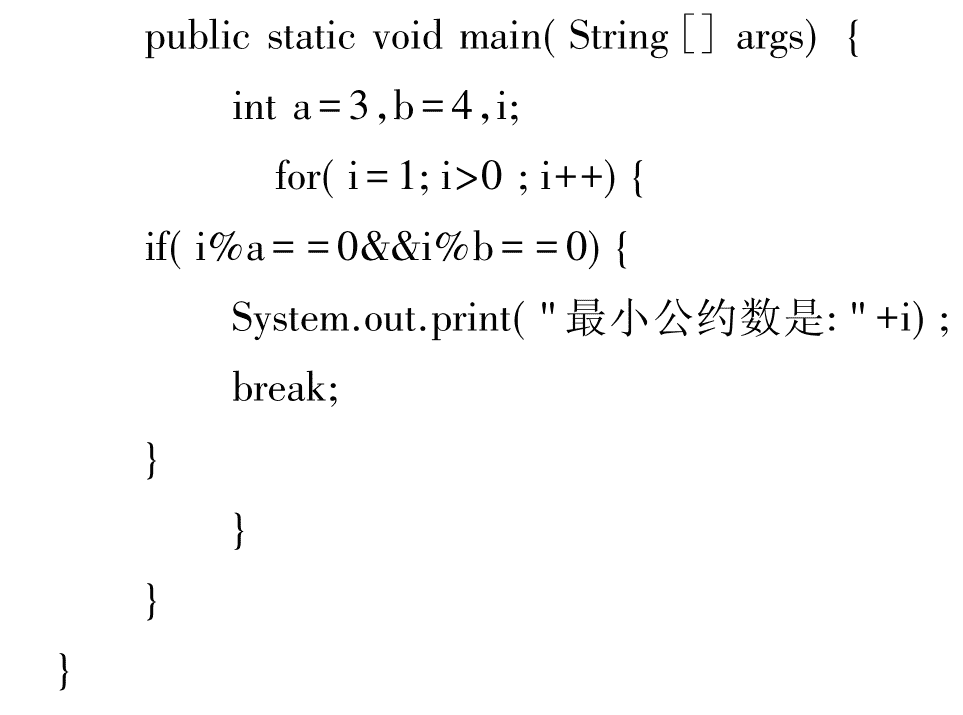 public static void main( String [] args) {
int a=3,b=4,i;
for( i=1; i>0 ; i++) {
if( i%a==0&&i%b==0) {
System.out.print( "最小公约数是: "+i) ;
break;
}
}
}
}